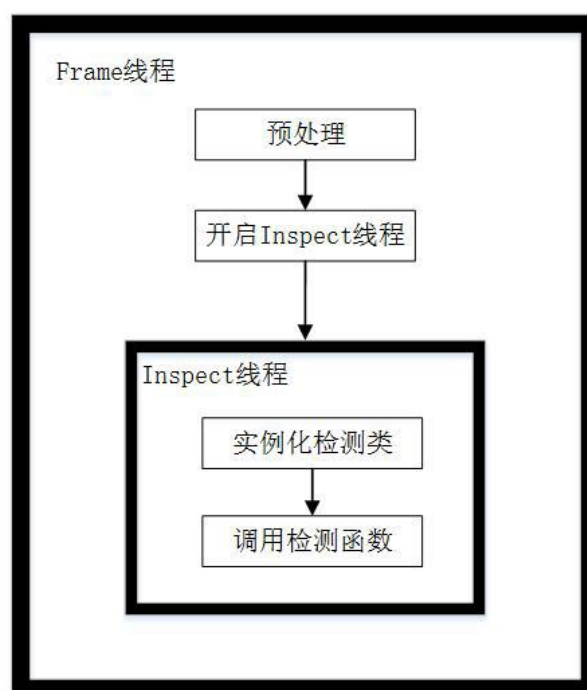 Frame线程
预处理
开启Inspect线程
Inspect线程
实例化检测类
调用检测函数